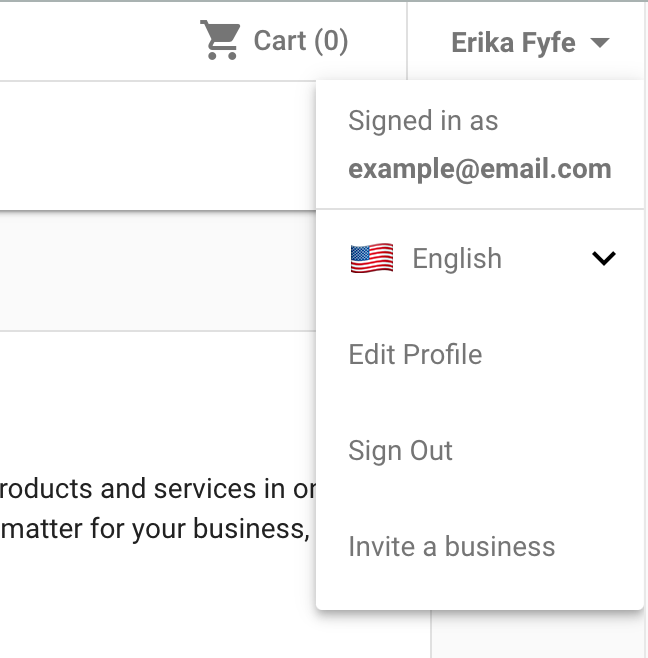 Cart (0)
Erika Fyfe
Signed in as
example@email.com
English
Edit Profile
Sign Out
Invite a business
roducts and services in
matter for your business,